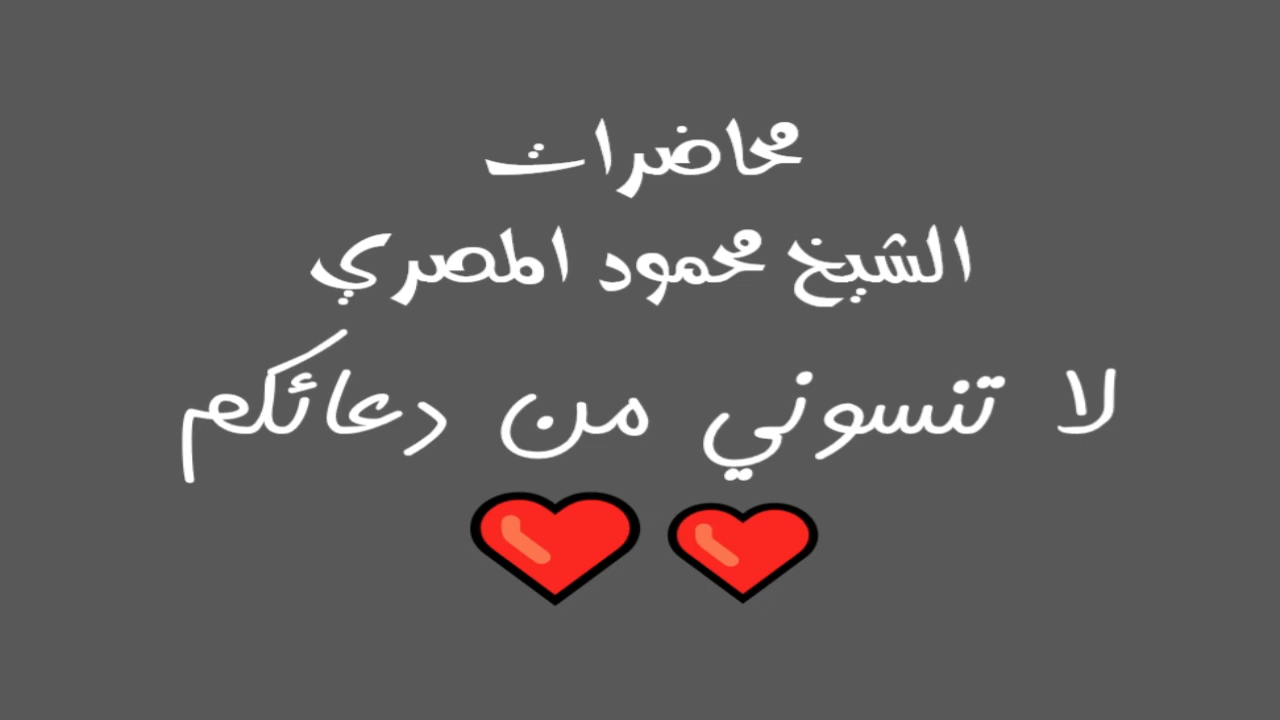 محاضرات
الشيخ محمود المصري
لا تنسوني من دعائكم